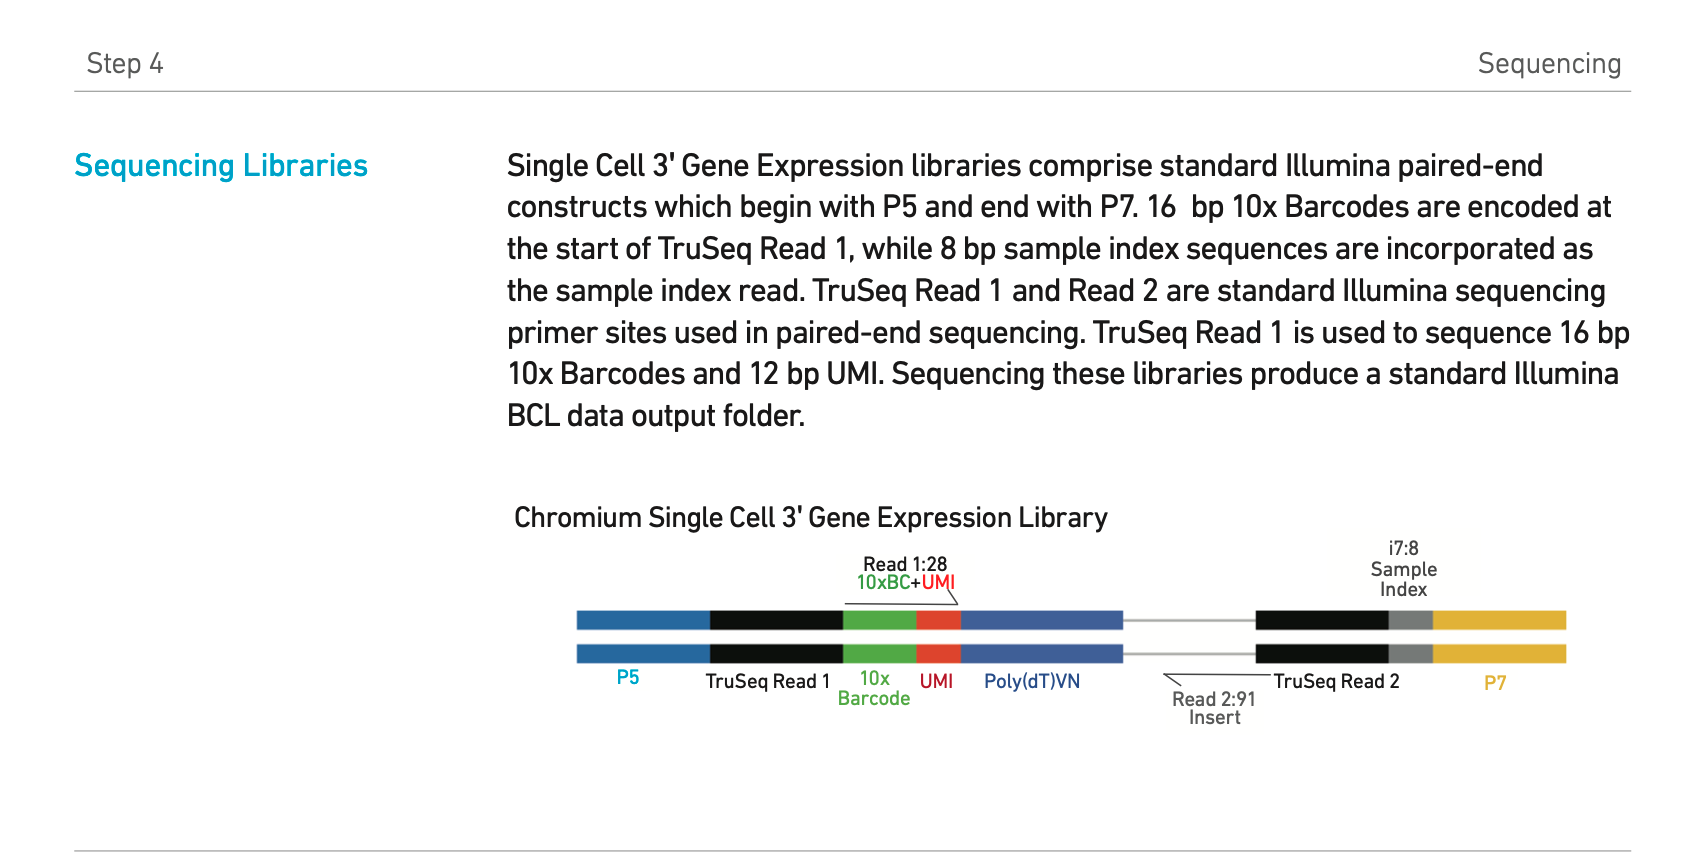 Step 4
Sequencing
Sequencing Libraries
Single Cell 3' Gene Expression libraries comprise standard Illumina paired-end
constructs which begin with P5 and end with P7. 16  bp 10x Barcodes are encoded at
the start of TruSeq Read 1, while 8 bp sample index sequences are incorporated as
the sample index read. TruSeq Read 1 and Read 2 are standard Illumina sequencing
primer sites used in paired-end sequencing. TruSeq Read 1 is used to sequence 16 bp
10x Barcodes and 12 bp UMI. Sequencing these libraries produce a standard Illumina
BCL data output folder.
Chromium Single Cell 3' Gene Expression Library
Read 1:28
10xBC+UMI
i7:8
Sample
Index
P5
TruSeq Read 1
10x
Barcode
UMI
Poly(dT)VN
Read 2:91
Insert
TruSeq Read 2
P7